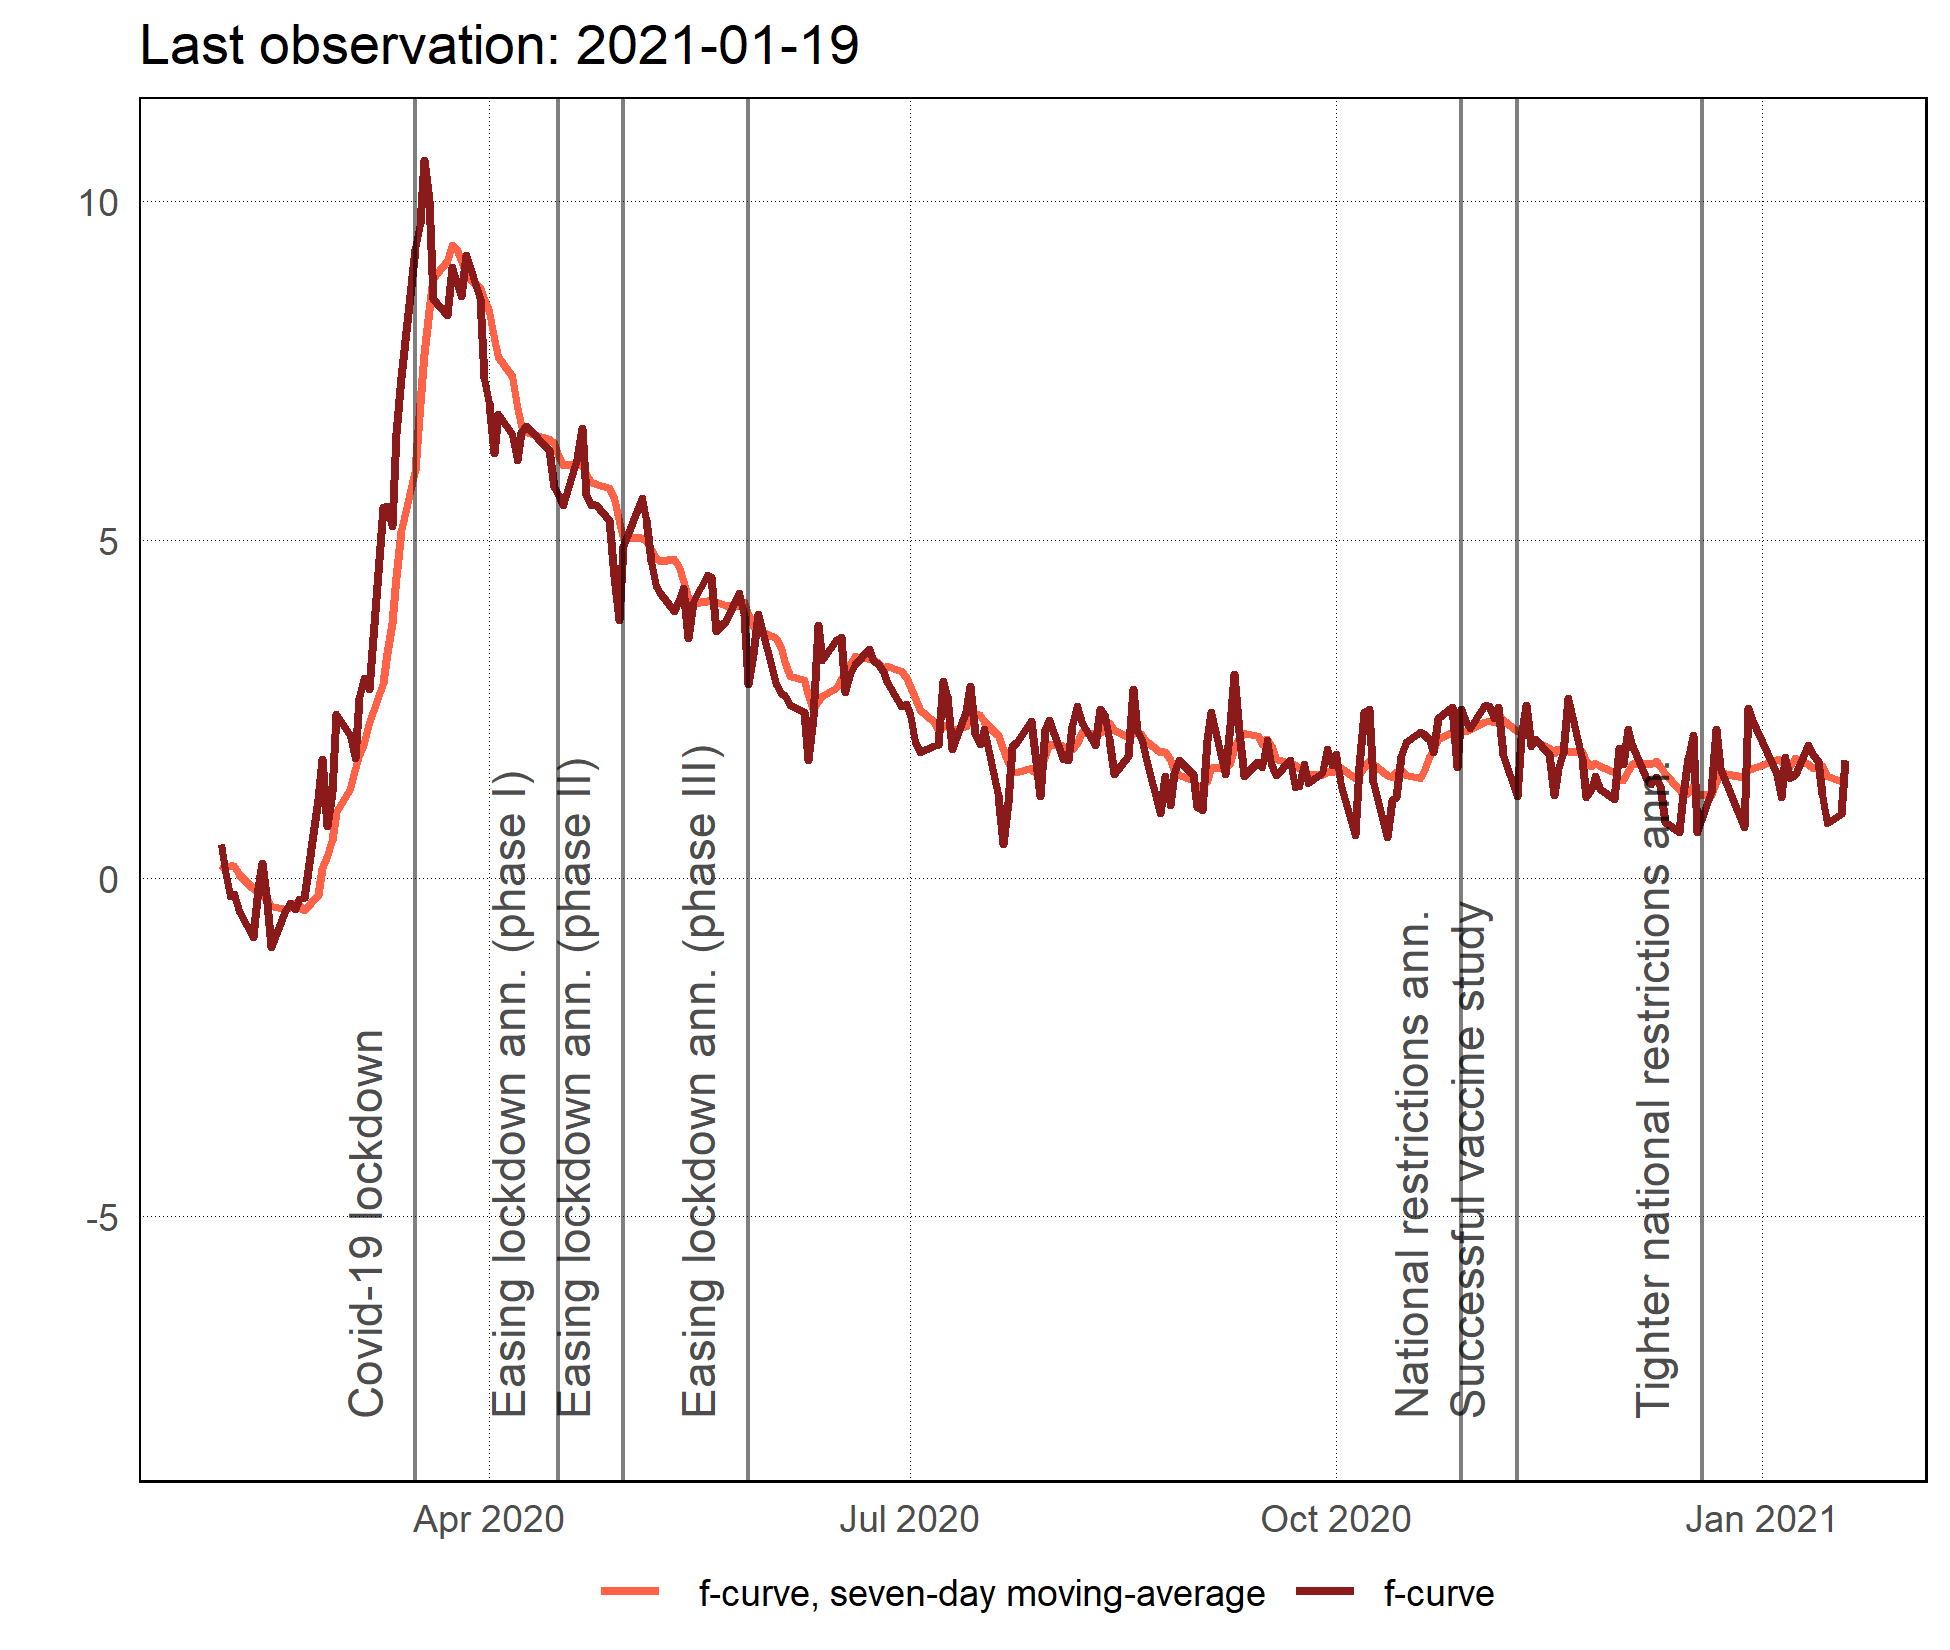 Last observation: 2021-01-19
10
5
0
-5
Covid-19 lockdown
Easing lockdown ann. (phase I)
Easing lockdown ann. (phase II)
Easing lockdown ann. (phase III)
National restrictions ann.
Successful vaccine study
Tighter national restrictions ann.
Apr 2020
Jul 2020
Oct 2020
Jan 2021
f-curve, seven-day moving-average
f-curve